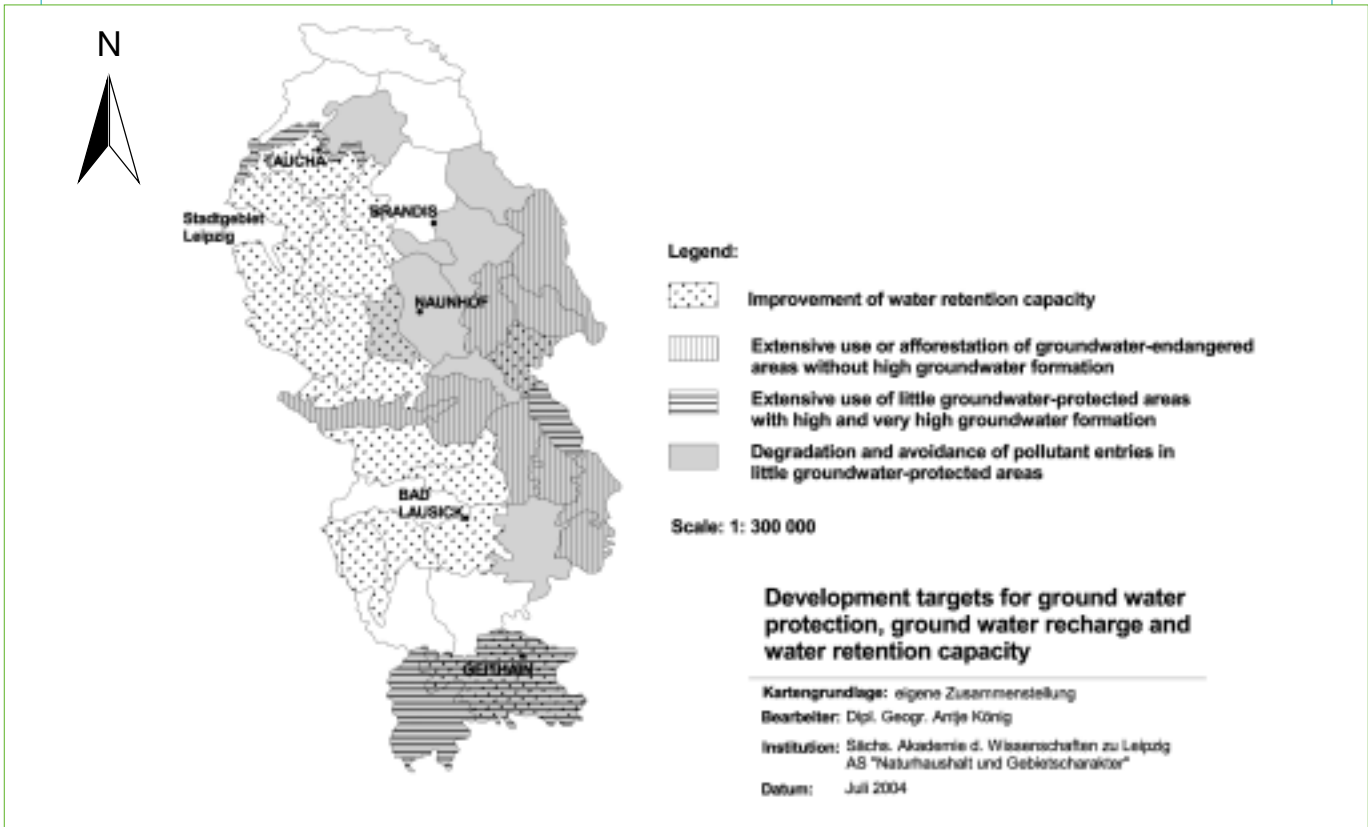 N
TAUCHA
Stadtgebiet
Leipzig
BRANDIS
NAUNHOF
BAD
LAUSICK
GEITHAIN
Legend:
Improvement of water retention capacity
Extensive use or afforestation of groundwater-endangered
areas without high groundwater formation
Extensive use of little groundwater-protected areas
with high and very high groundwater formation
Degradation and avoidance of pollutant entries in
little groundwater-protected areas
Scale: 1: 300 000
Development targets for ground water
protection, ground water recharge and
water retention capacity
Kartengrundlage: eigene Zusammenstellung
Bearbeiter: Dipl. Geogr. Antje König
Institution: Sächs. Akademie d. Wissenschaften zu Leipzig
AS "Naturhaushalt und Gebietscharakter"
Datum: Juli 2004